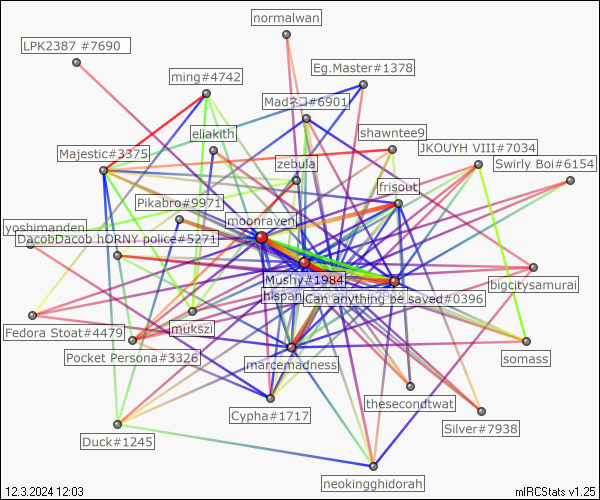 normalwan
LPK2387 #7690
Eg.Master#1378
ming#4742
Madネコ#6901
shawntee9
eliakith
JKOUYH VIII#7034
Majestic#3375
zebula
Swirly Boi#6154
frisout
Pikabro#9971
moonraven
yoshimanden
DacobDacob hORNY police#5271
Mushy#1984
bigcitysamurai
hispan
Can anything be saved#0396
Fedora Stoat#4479
mukszi
Pocket Persona#3326
somass
marcemadness
thesecondtwat
Cypha#1717
Silver#7938
Duck#1245
neokingghidorah
12.3.2024 12:03
mIRCStats v1.25